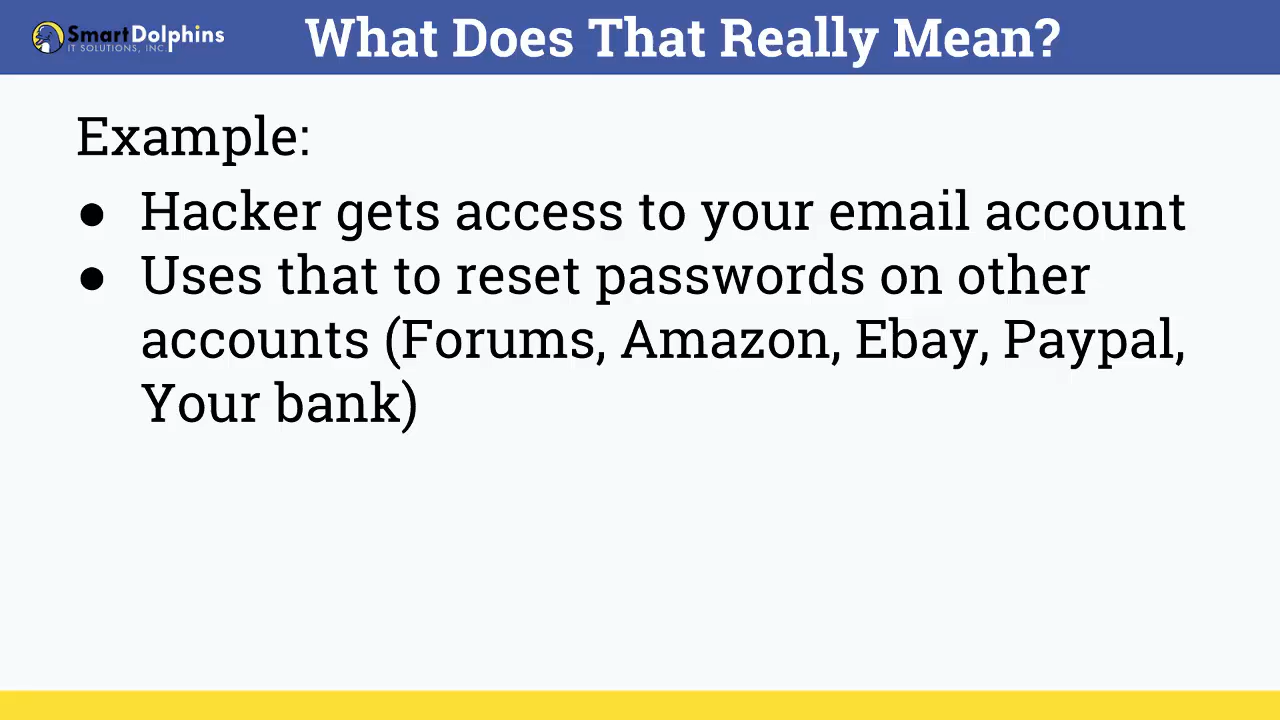 SmartDolphins
IT SOLUTIONS, INC.
What Does That Really Mean?
Example:
● Hacker gets access to your email account
● Uses that to reset passwords on other
accounts (Forums, Amazon, Ebay, Paypal,
Your bank)